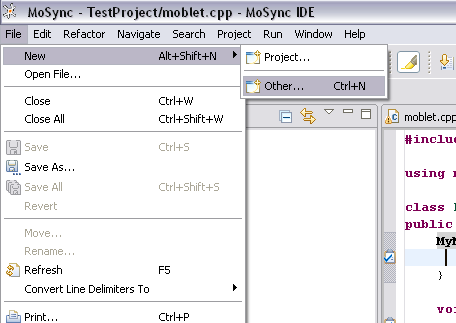 MoSync - TestProject/moblet.cpp - MoSync IDE
File Edit Refactor Navigate Search Project Run Window Help
New Alt+Shift+N
Project...
Open File...
Other... Ctrl+N
Close Ctrl+W
Close All Ctrl+Shift+W
moblet.cpp
Save Ctrl+S
#includ
Save As...
using
Save All Ctrl+Shift+S
Revert
class
public
Move...
MyM
Rename...
Refresh F5
}
Convert Line Delimiters To
voi
Print... Ctrl+P